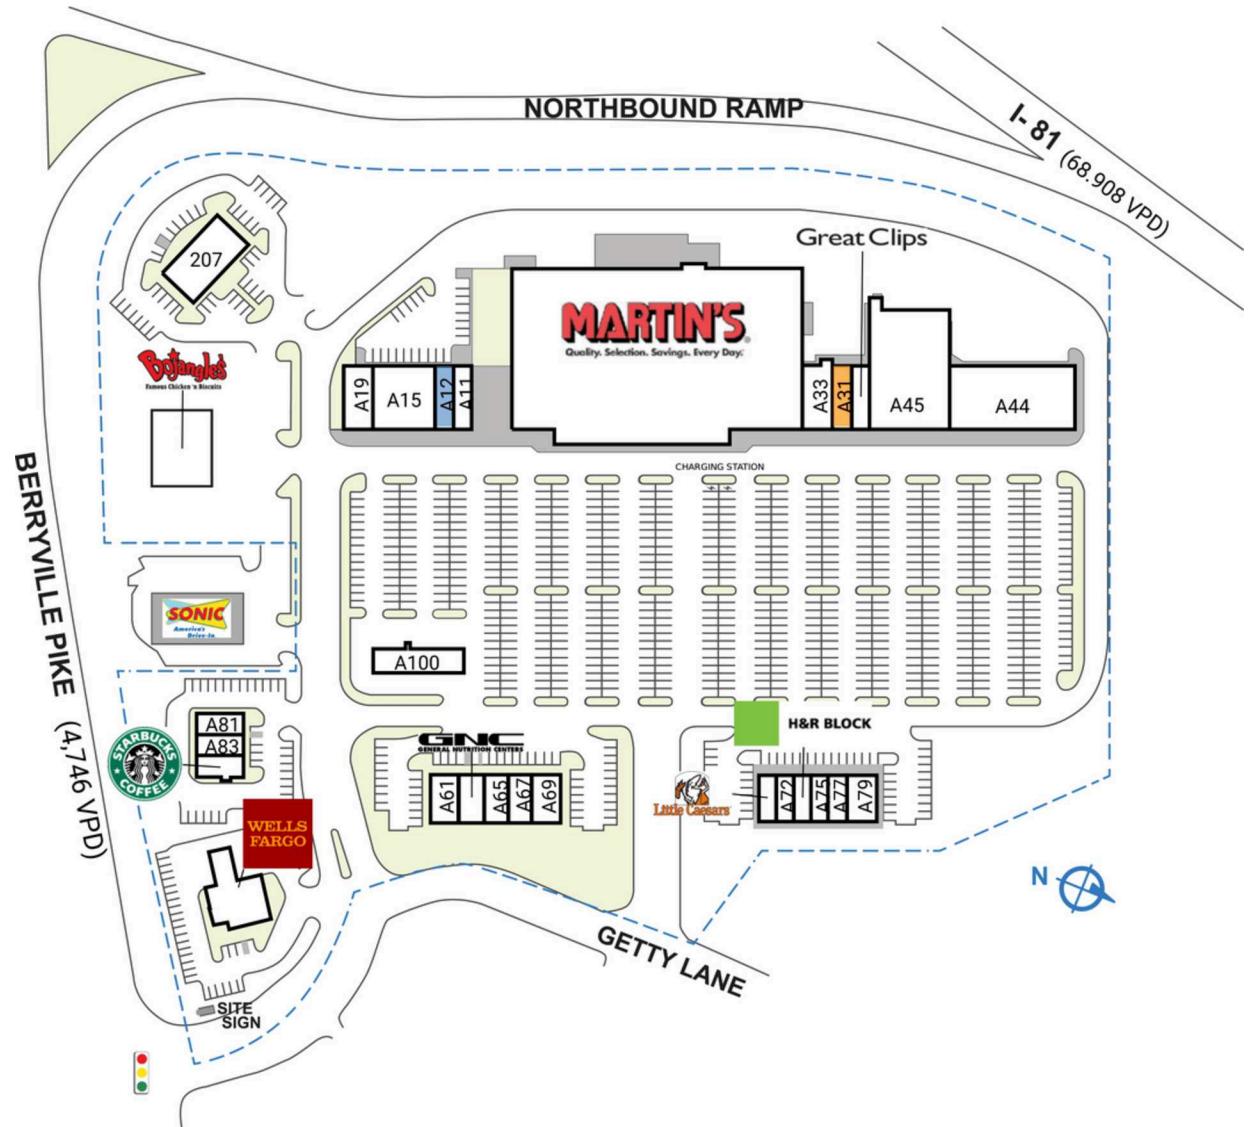 NORTHBOUND RAMP
I- 81 (68.908 VPD)
Great Clips
207
MARTIN'S
Quality. Selection. Savings. Every Day.
Bojangles
Famous Chicken 'n Biscuits
A19
A15
A12
A11
A33
A31
A45
A44
CHARGING STATION
BERRYVILLE PIKE (4,746 VPD)
SONIC
America's
Drive-In
A100
A81
A83
STARBUCKS
COFFEE
GNC
GENERAL NUTRITION CENTERS
H&R BLOCK
A61
A65
A67
A69
Little Caesars
A72
A75
A77
A79
WELLS
FARGO
N
GETTY LANE
SITE
SIGN